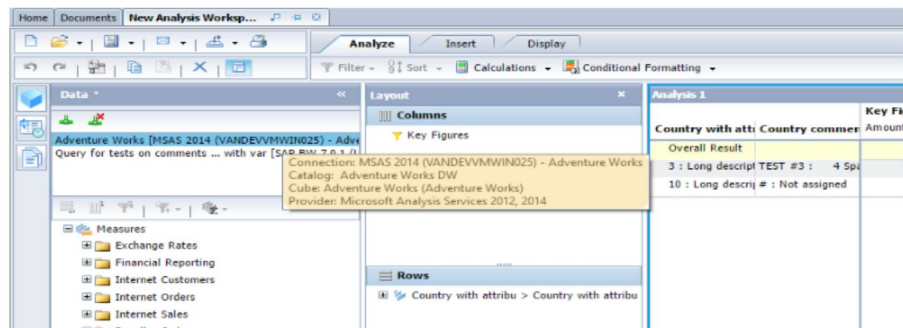 Home Documents New Analysis Worksp...
Analyze Insert Display
Filter Sort Calculations Conditional Formatting
Data
Layout
Analysis 1
Columns
Key Figures
Adventure Works [MSAS 2014 (VANDEVVMWIN025) - Adve
Query for tests on comments ... with var [SAP BW 7.0.1 (I
Connection: MSAS 2014 (VANDEVVMWIN025) - Adventure Works
Catalog: Adventure Works DW
Cube: Adventure Works (Adventure Works)
Provider: Microsoft Analysis Services 2012, 2014
Key Fi
Country with atti Country commen Amount
Overall Result
3 : Long descript TEST #3 : 4 Spa
10 : Long descrip # : Not assigned
Measures
Exchange Rates
Financial Reporting
Internet Customers
Internet Orders
Internet Sales
Rows
Country with attribu > Country with attribu